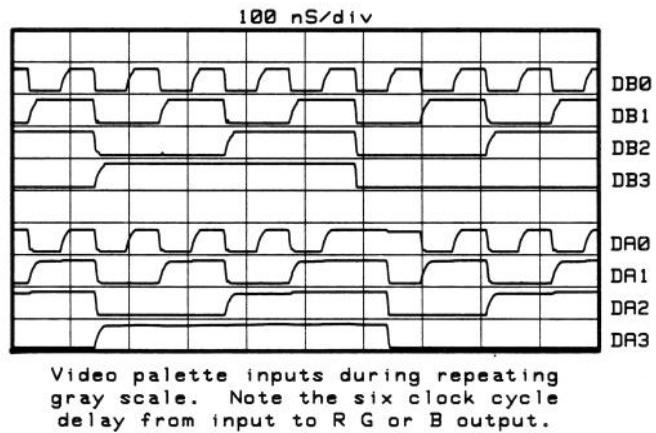 100 nS/div
DB0
DB1
DB2
DB3
DA0
DA1
DA2
DA3
Video palette inputs during repeating
gray scale. Note the six clock cycle
delay from input to R G or B output.